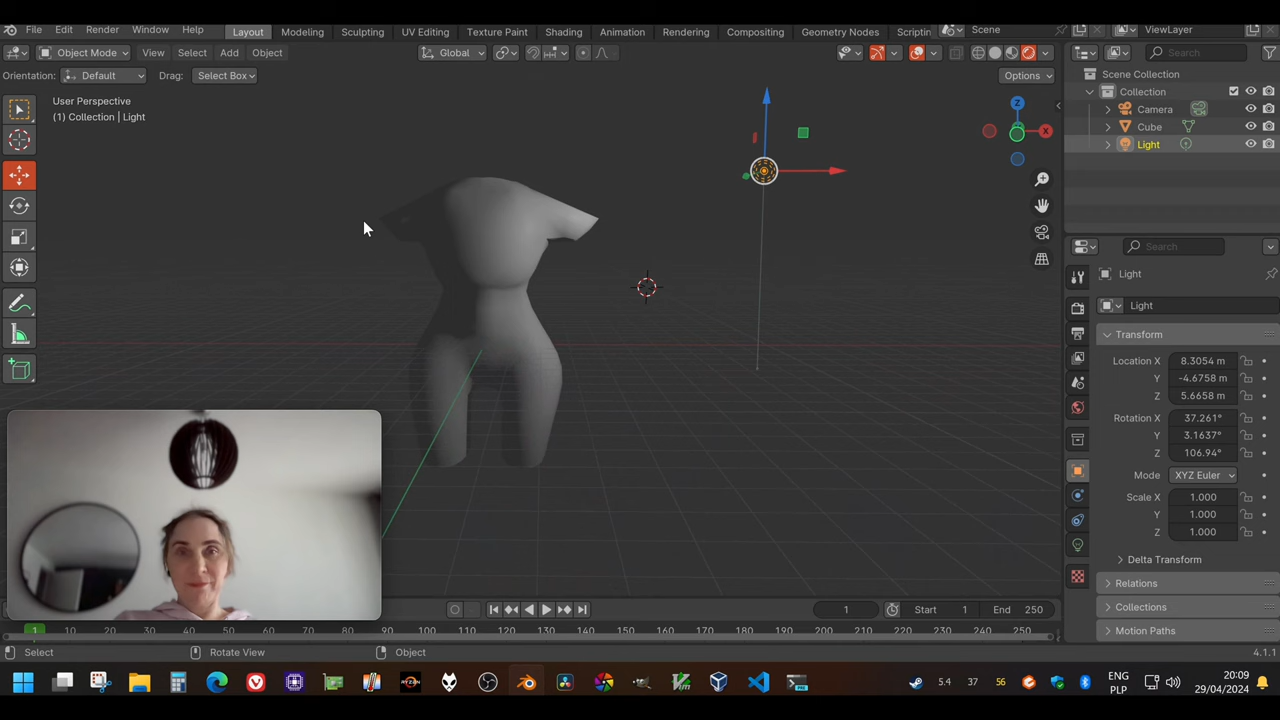 File Edit Render Window Help Layout Modeling Sculpting UV Editing Texture Paint Shading Animation Rendering Compositing Geometry Nodes Scriptin Scene ViewLayer
Object Mode View Select Add Object Global Search
Orientation: Default Drag: Select Box Options
Scene Collection
Collection
Camera
Cube
Light
User Perspective
(1) Collection | Light
Z
X
Search
Light
Light
Transform
Location X 8.3054 m
Y -4.6758 m
Z 5.6658 m
Rotation X 37.261°
Y 3.1637°
Z 106.94°
Mode XYZ Euler
Scale X 1.000
Y 1.000
Z 1.000
Delta Transform
Relations
Collections
Motion Paths
1 Start 1 End 250
1 10 20 30 40 50 60 70 80 90 100 110 120 130 140 150 160 170 180 190 200 210 220 230 240 250
Select Rotate View Object 4.1.1
RYZEN
5.4 37 56 ENG PLP 20:09 29/04/2024